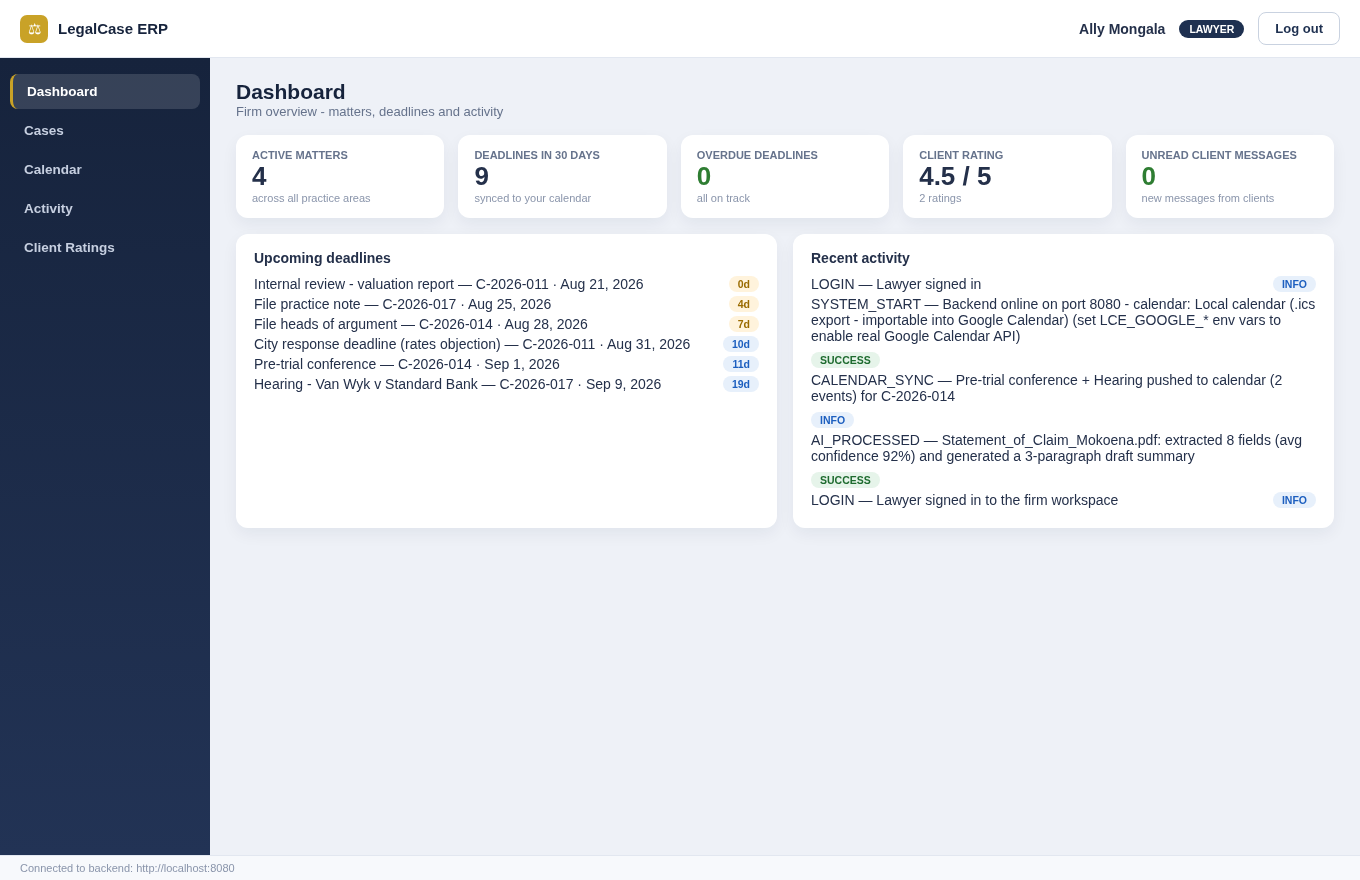 ⚖ LegalCase ERP
Ally Mongala LAWYER Log out
Dashboard
Cases
Calendar
Activity
Client Ratings
Dashboard
Firm overview - matters, deadlines and activity
ACTIVE MATTERS
4
across all practice areas
DEADLINES IN 30 DAYS
9
synced to your calendar
OVERDUE DEADLINES
0
all on track
CLIENT RATING
4.5 / 5
2 ratings
UNREAD CLIENT MESSAGES
0
new messages from clients
Upcoming deadlines
Internal review - valuation report — C-2026-011 · Aug 21, 2026 0d
File practice note — C-2026-017 · Aug 25, 2026 4d
File heads of argument — C-2026-014 · Aug 28, 2026 7d
City response deadline (rates objection) — C-2026-011 · Aug 31, 2026 10d
Pre-trial conference — C-2026-014 · Sep 1, 2026 11d
Hearing - Van Wyk v Standard Bank — C-2026-017 · Sep 9, 2026 19d
Recent activity
LOGIN — Lawyer signed in INFO
SYSTEM_START — Backend online on port 8080 - calendar: Local calendar (.ics
export - importable into Google Calendar) (set LCE_GOOGLE_* env vars to
enable real Google Calendar API)
SUCCESS
CALENDAR_SYNC — Pre-trial conference + Hearing pushed to calendar (2
events) for C-2026-014
INFO
AI_PROCESSED — Statement_of_Claim_Mokoena.pdf: extracted 8 fields (avg
confidence 92%) and generated a 3-paragraph draft summary
SUCCESS
LOGIN — Lawyer signed in to the firm workspace INFO
Connected to backend: http://localhost:8080